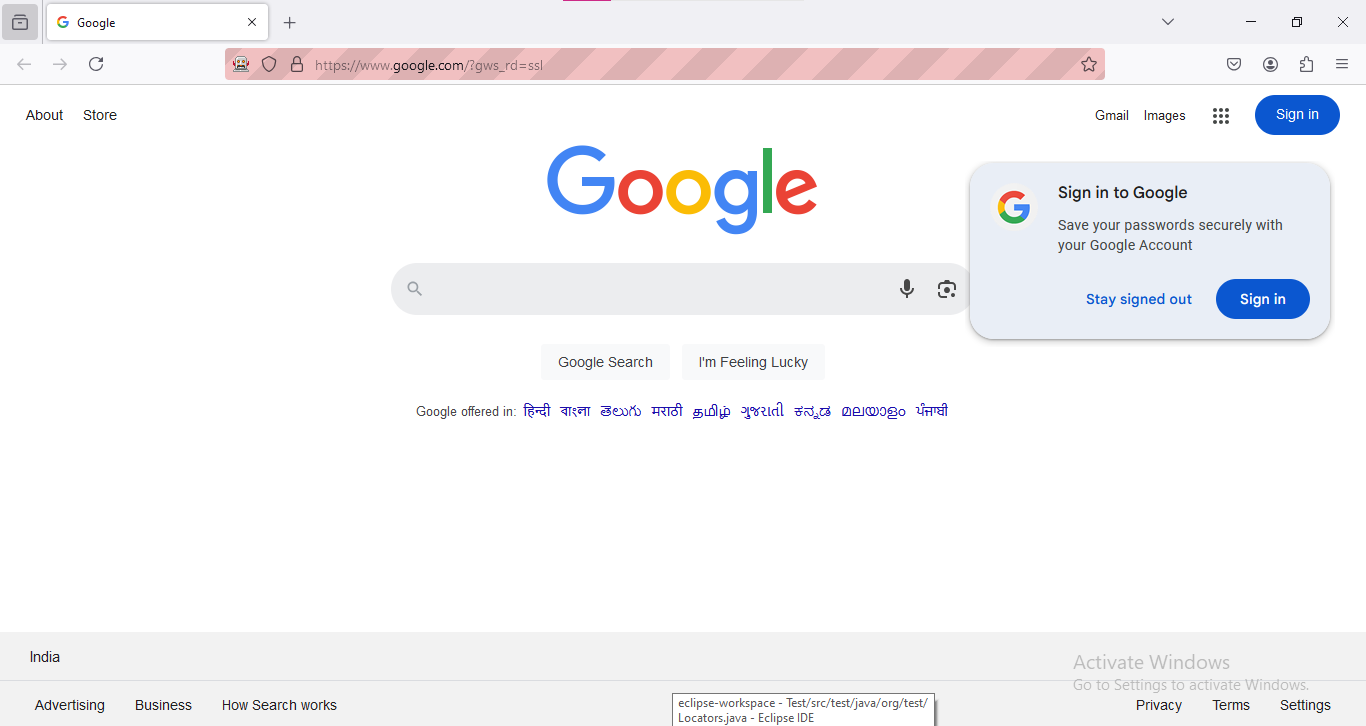 Google
https://www.google.com/?gws_rd=ssl
About Store
Gmail Images Sign in
Google
Sign in to Google
Save your passwords securely with
your Google Account
Stay signed out Sign in
Google Search I'm Feeling Lucky
Google offered in: हिन्दी বাংলা తెలుగు मराठी தமிழ் ગુજરાતી ಕನ್ನಡ മലയാളം ਪੰਜਾਬੀ
India
Activate Windows
Go to Settings to activate Windows.
Advertising Business How Search works
eclipse-workspace - Test/src/test/java/org/test/
Locators.java - Eclipse IDE
Privacy Terms Settings